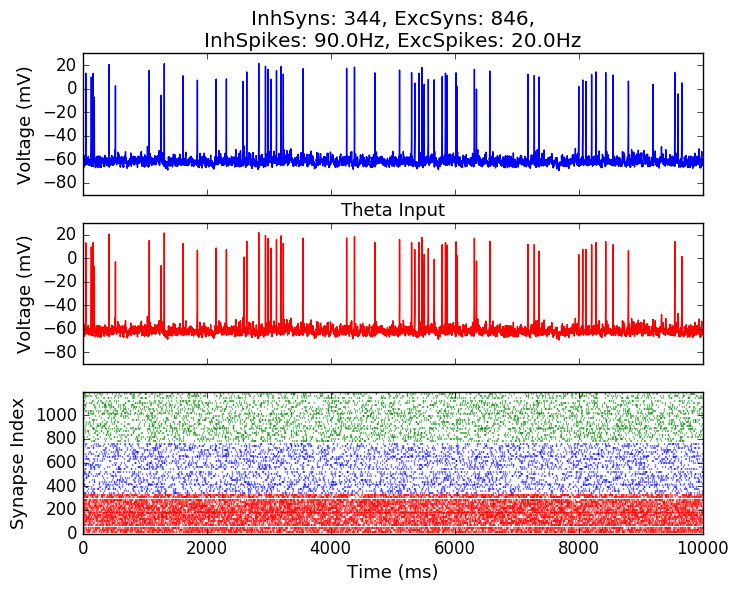 InhSyns: 344, ExcSyns: 846,
InhSpikes: 90.0Hz, ExcSpikes: 20.0Hz
20
0
−20
−40
−60
−80
Voltage (mV)
Theta Input
20
0
−20
−40
−60
−80
Voltage (mV)
1000
800
600
400
200
0
Synapse Index
0 2000 4000 6000 8000 10000
Time (ms)